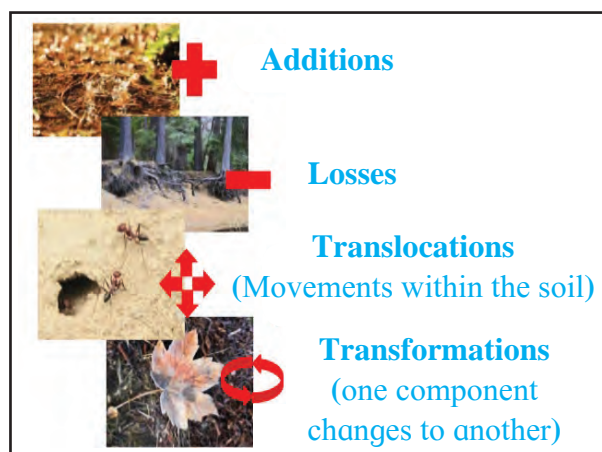 Additions
Losses
Translocations
(Movements within the soil)
Transformations
(one component
changes to another)